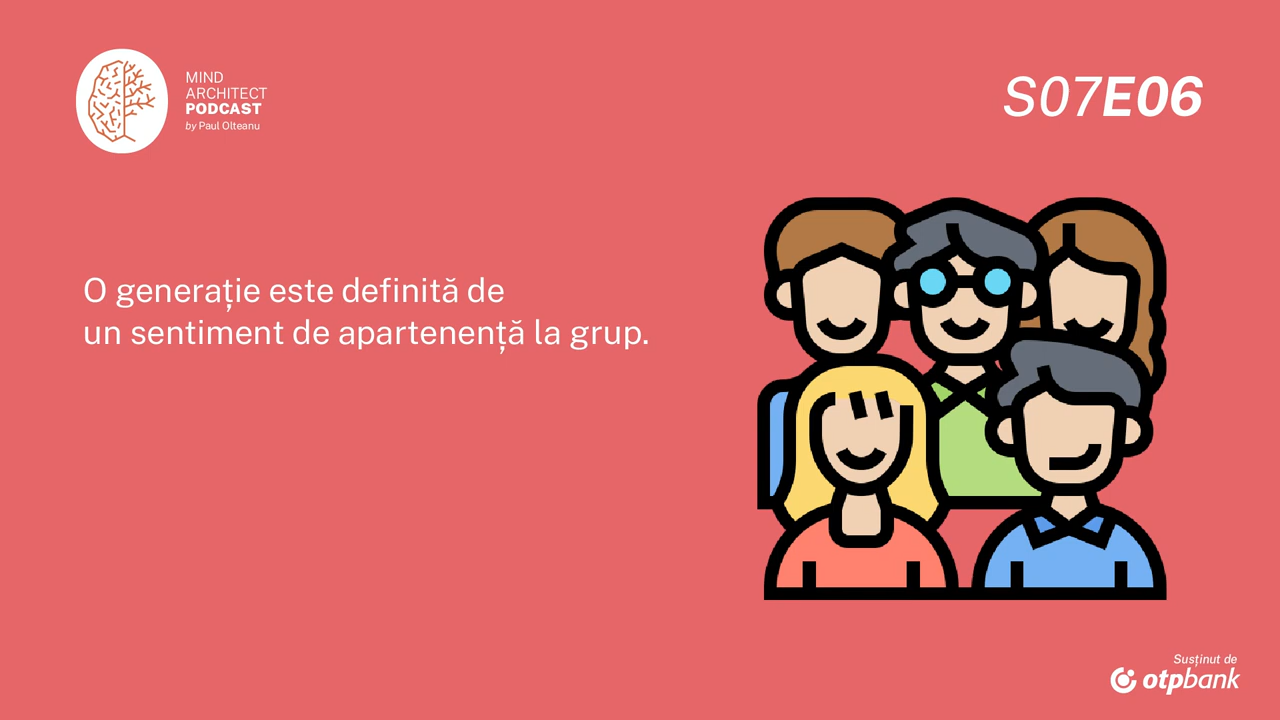 MIND
ARCHITECT
PODCAST
by Paul Olteanu
S07E06
O generație este definită de
un sentiment de apartenență la grup.
Susținut de
otpbank